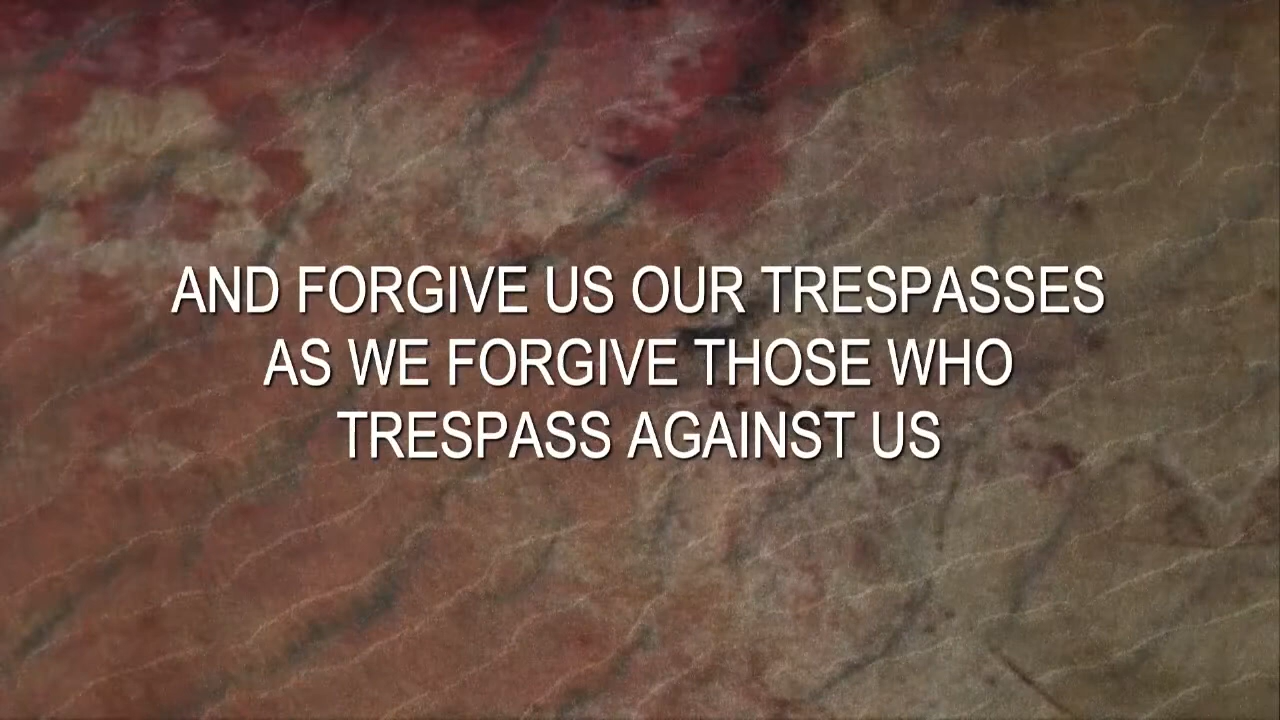 AND FORGIVE US OUR TRESPASSES
AS WE FORGIVE THOSE WHO
TRESPASS AGAINST US